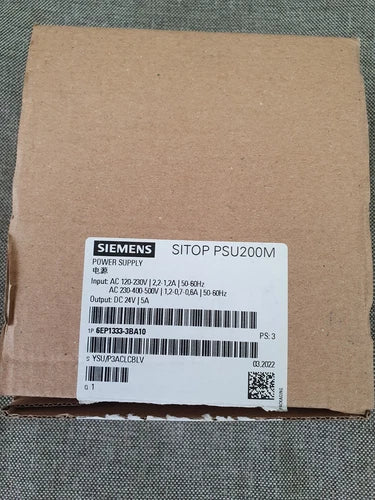 SIEMENS SITOP PSU200M
POWER SUPPLY
电源
Input: AC 120-230V | 2,2-1,2A | 50-60Hz
AC 230-400-500V | 1,2-0,7-0,6A | 50-60Hz
Output: DC 24V | 5A
1P 6EP1333-3BA10
PS: 3
S YSU/P3ACLCBLV
03.2022
Q 1